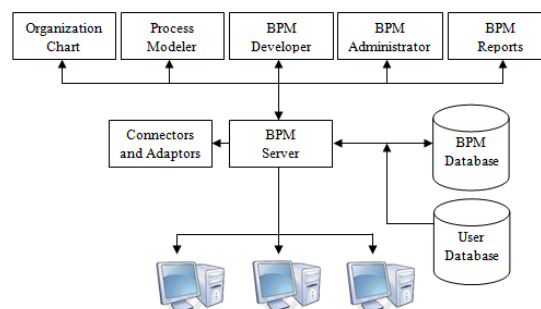 Organization
Chart
Process
Modeler
BPM
Developer
BPM
Administrator
BPM
Reports
Connectors
and Adaptors
BPM
Server
BPM
Database
User
Database